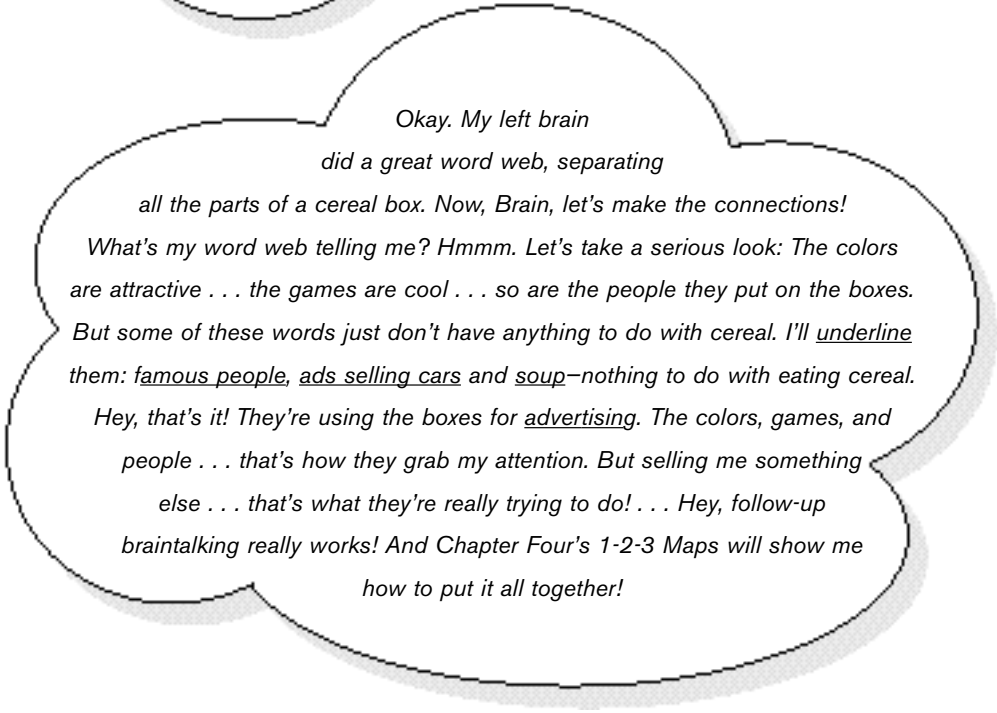 Okay. My left brain
did a great word web, separating
all the parts of a cereal box. Now, Brain, let's make the connections!
What's my word web telling me? Hmmm. Let's take a serious look: The colors
are attractive . . . the games are cool . . . so are the people they put on the boxes.
But some of these words just don't have anything to do with cereal. I'll underline
them: famous people, ads selling cars and soup—nothing to do with eating cereal.
Hey, that's it! They're using the boxes for advertising. The colors, games, and
people . . . that's how they grab my attention. But selling me something
else . . . that's what they're really trying to do! . . . Hey, follow-up
braintalking really works! And Chapter Four's 1-2-3 Maps will show me
how to put it all together!